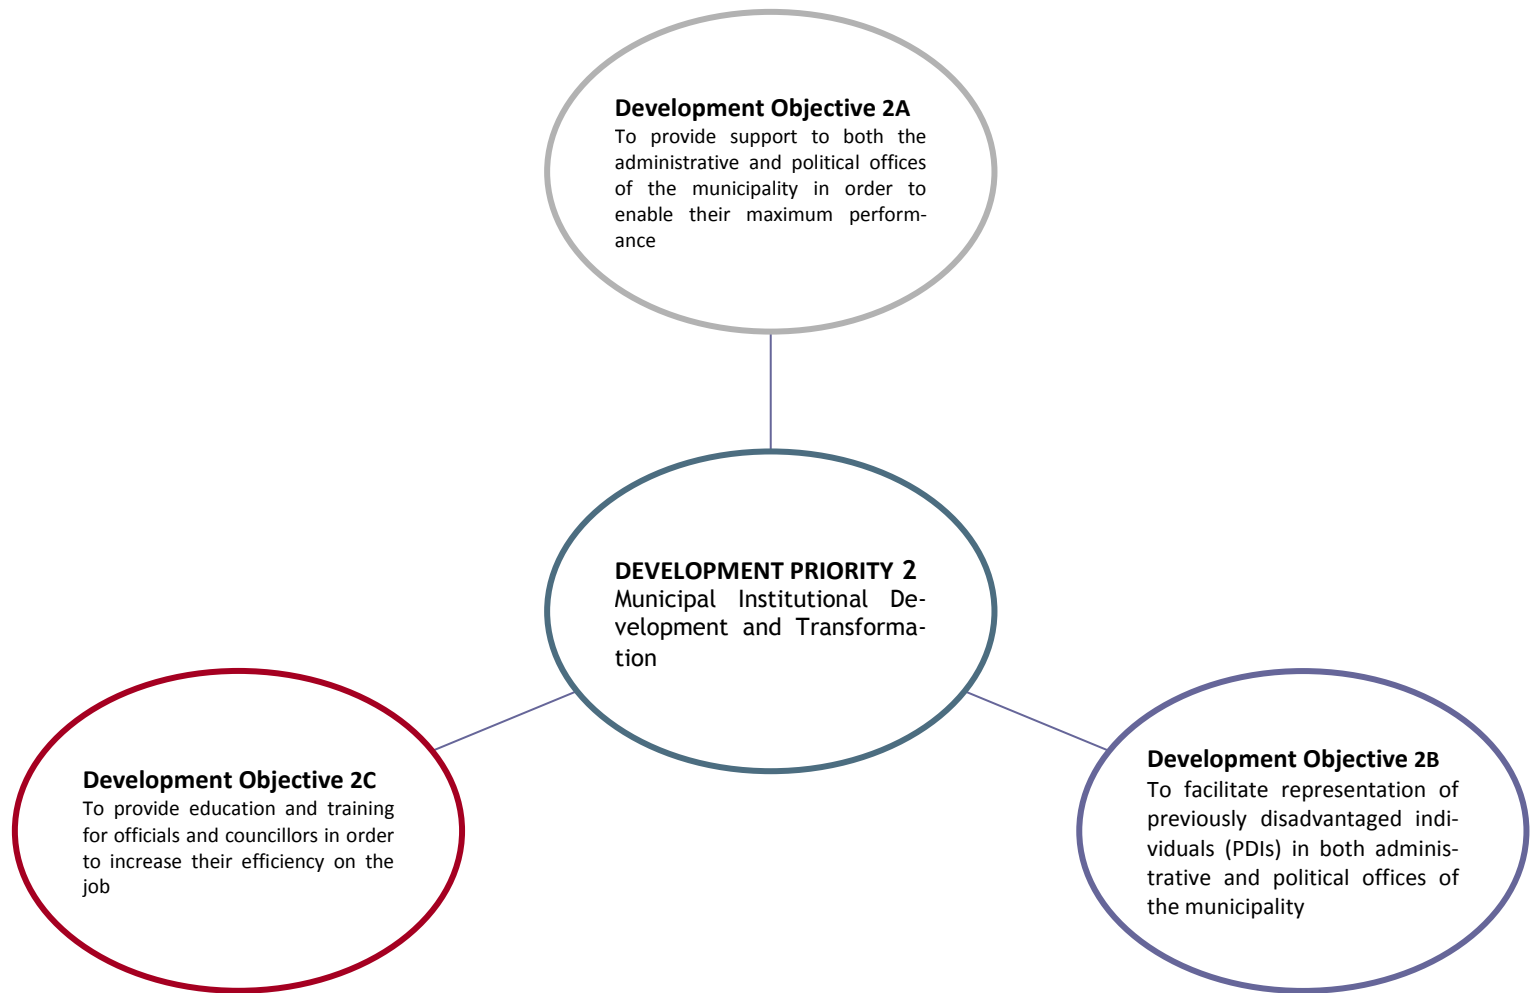 Development Objective 2A
To provide support to both the
administrative and political offices
of the municipality in order to
enable their maximum perform-
ance
DEVELOPMENT PRIORITY 2
Municipal Institutional De-
velopment and Transforma-
tion
Development Objective 2C
To provide education and training
for officials and councillors in order
to increase their efficiency on the
job
Development Objective 2B
To facilitate representation of
previously disadvantaged indi-
viduals (PDIs) in both adminis-
trative and political offices of
the municipality